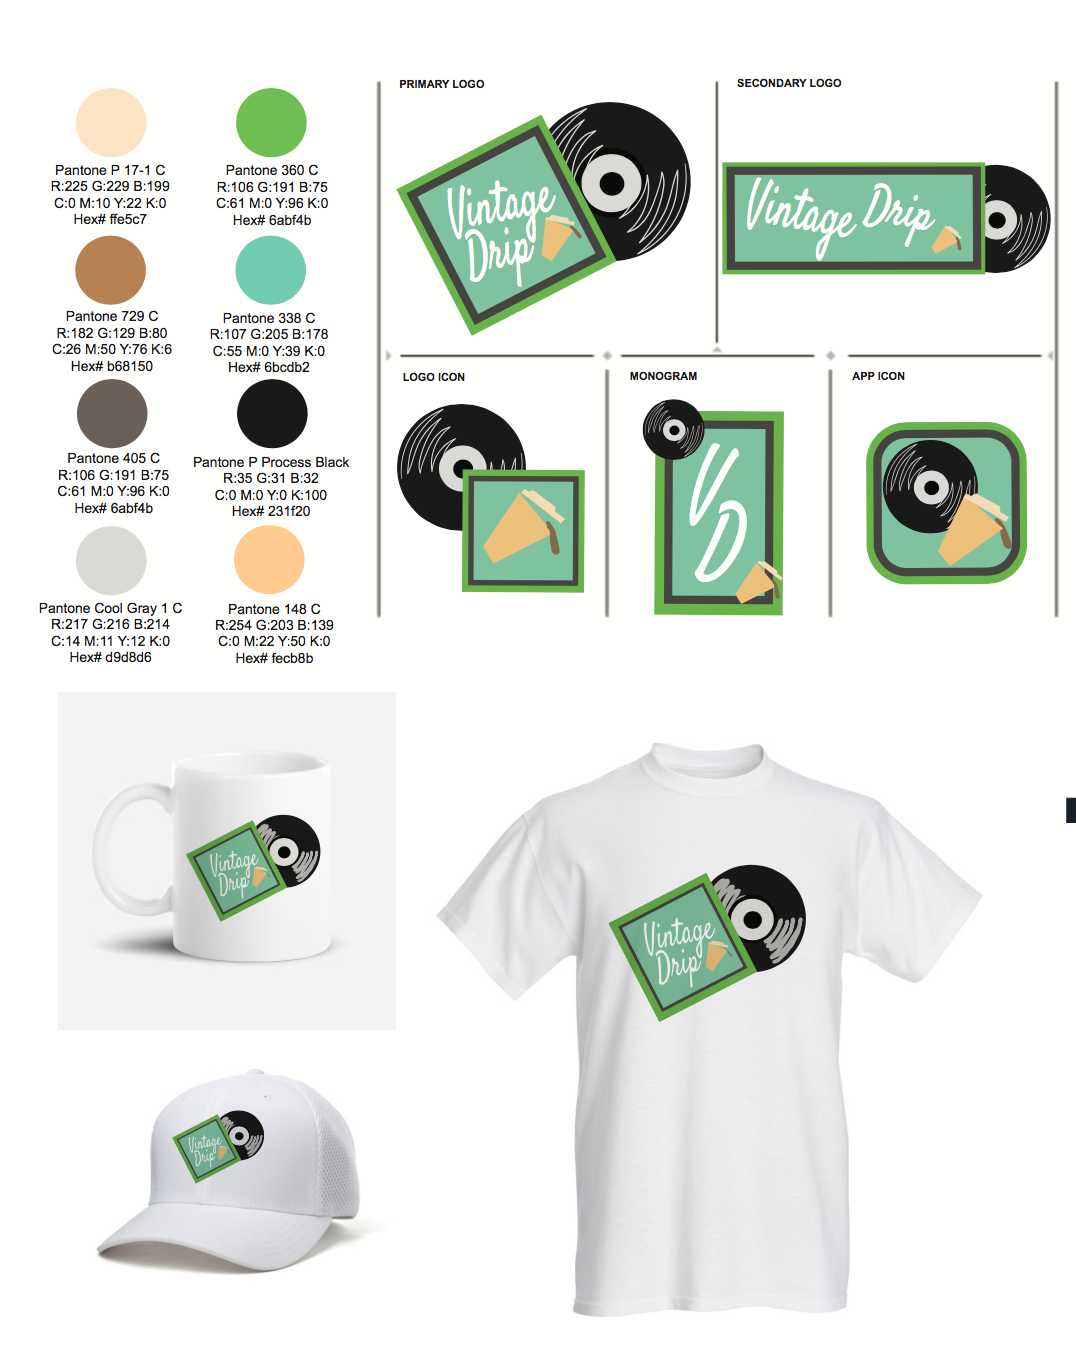 Pantone P 17-1 C
R:225 G:229 B:199
C:0 M:10 Y:22 K:0
Hex# ffe5c7
Pantone 360 C
R:106 G:191 B:75
C:61 M:0 Y:96 K:0
Hex# 6abf4b
Pantone 729 C
R:182 G:129 B:80
C:26 M:50 Y:76 K:6
Hex# b68150
Pantone 338 C
R:107 G:205 B:178
C:55 M:0 Y:39 K:0
Hex# 6bcdb2
Pantone 405 C
R:106 G:191 B:75
C:61 M:0 Y:96 K:0
Hex# 6abf4b
Pantone P Process Black
R:35 G:31 B:32
C:0 M:0 Y:0 K:100
Hex# 231f20
Pantone Cool Gray 1 C
R:217 G:216 B:214
C:14 M:11 Y:12 K:0
Hex# d9d8d6
Pantone 148 C
R:254 G:203 B:139
C:0 M:22 Y:50 K:0
Hex# fecb8b
PRIMARY LOGO
Vintage
Drip
SECONDARY LOGO
Vintage Drip
LOGO ICON
MONOGRAM
V
D
APP ICON
Vintage
Drip
Vintage
Drip
Vintage
Drip